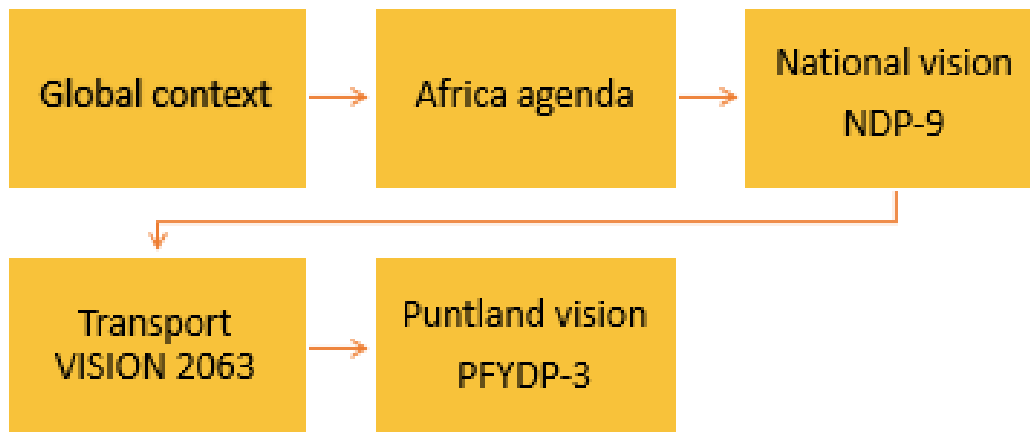 Global context
Africa agenda
National vision
NDP-9
Transport
VISION 2063
Puntland vision
PFYDP-3